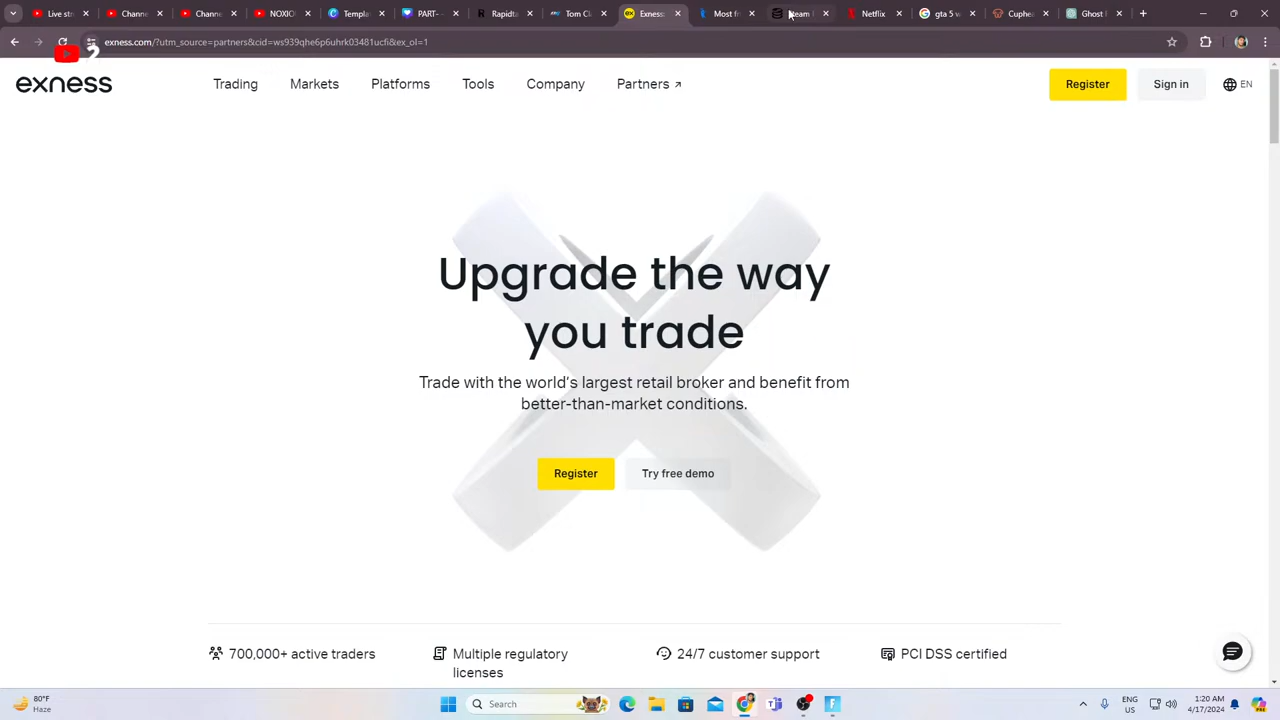 Channe
Channe
NOXIO
Templa
PART-
Rapidt
Tom Cl
Exness
Most fr
Netflix
gta 5 v
Cuphe
Ghost
exness.com/?utm_source=partners&cid=ws939qhe6p6uhrk03481ucfi&ex_ol=1
2
exness
Trading
Markets
Platforms
Tools
Company
Partners ↗
Register
Sign in
EN
Upgrade the way
you trade
Trade with the world's largest retail broker and benefit from
better-than-market conditions.
Register
Try free demo
700,000+ active traders
Multiple regulatory
licenses
24/7 customer support
PCI DSS certified
80°F
Haze
Search
ENG
US
1:20 AM
4/17/2024